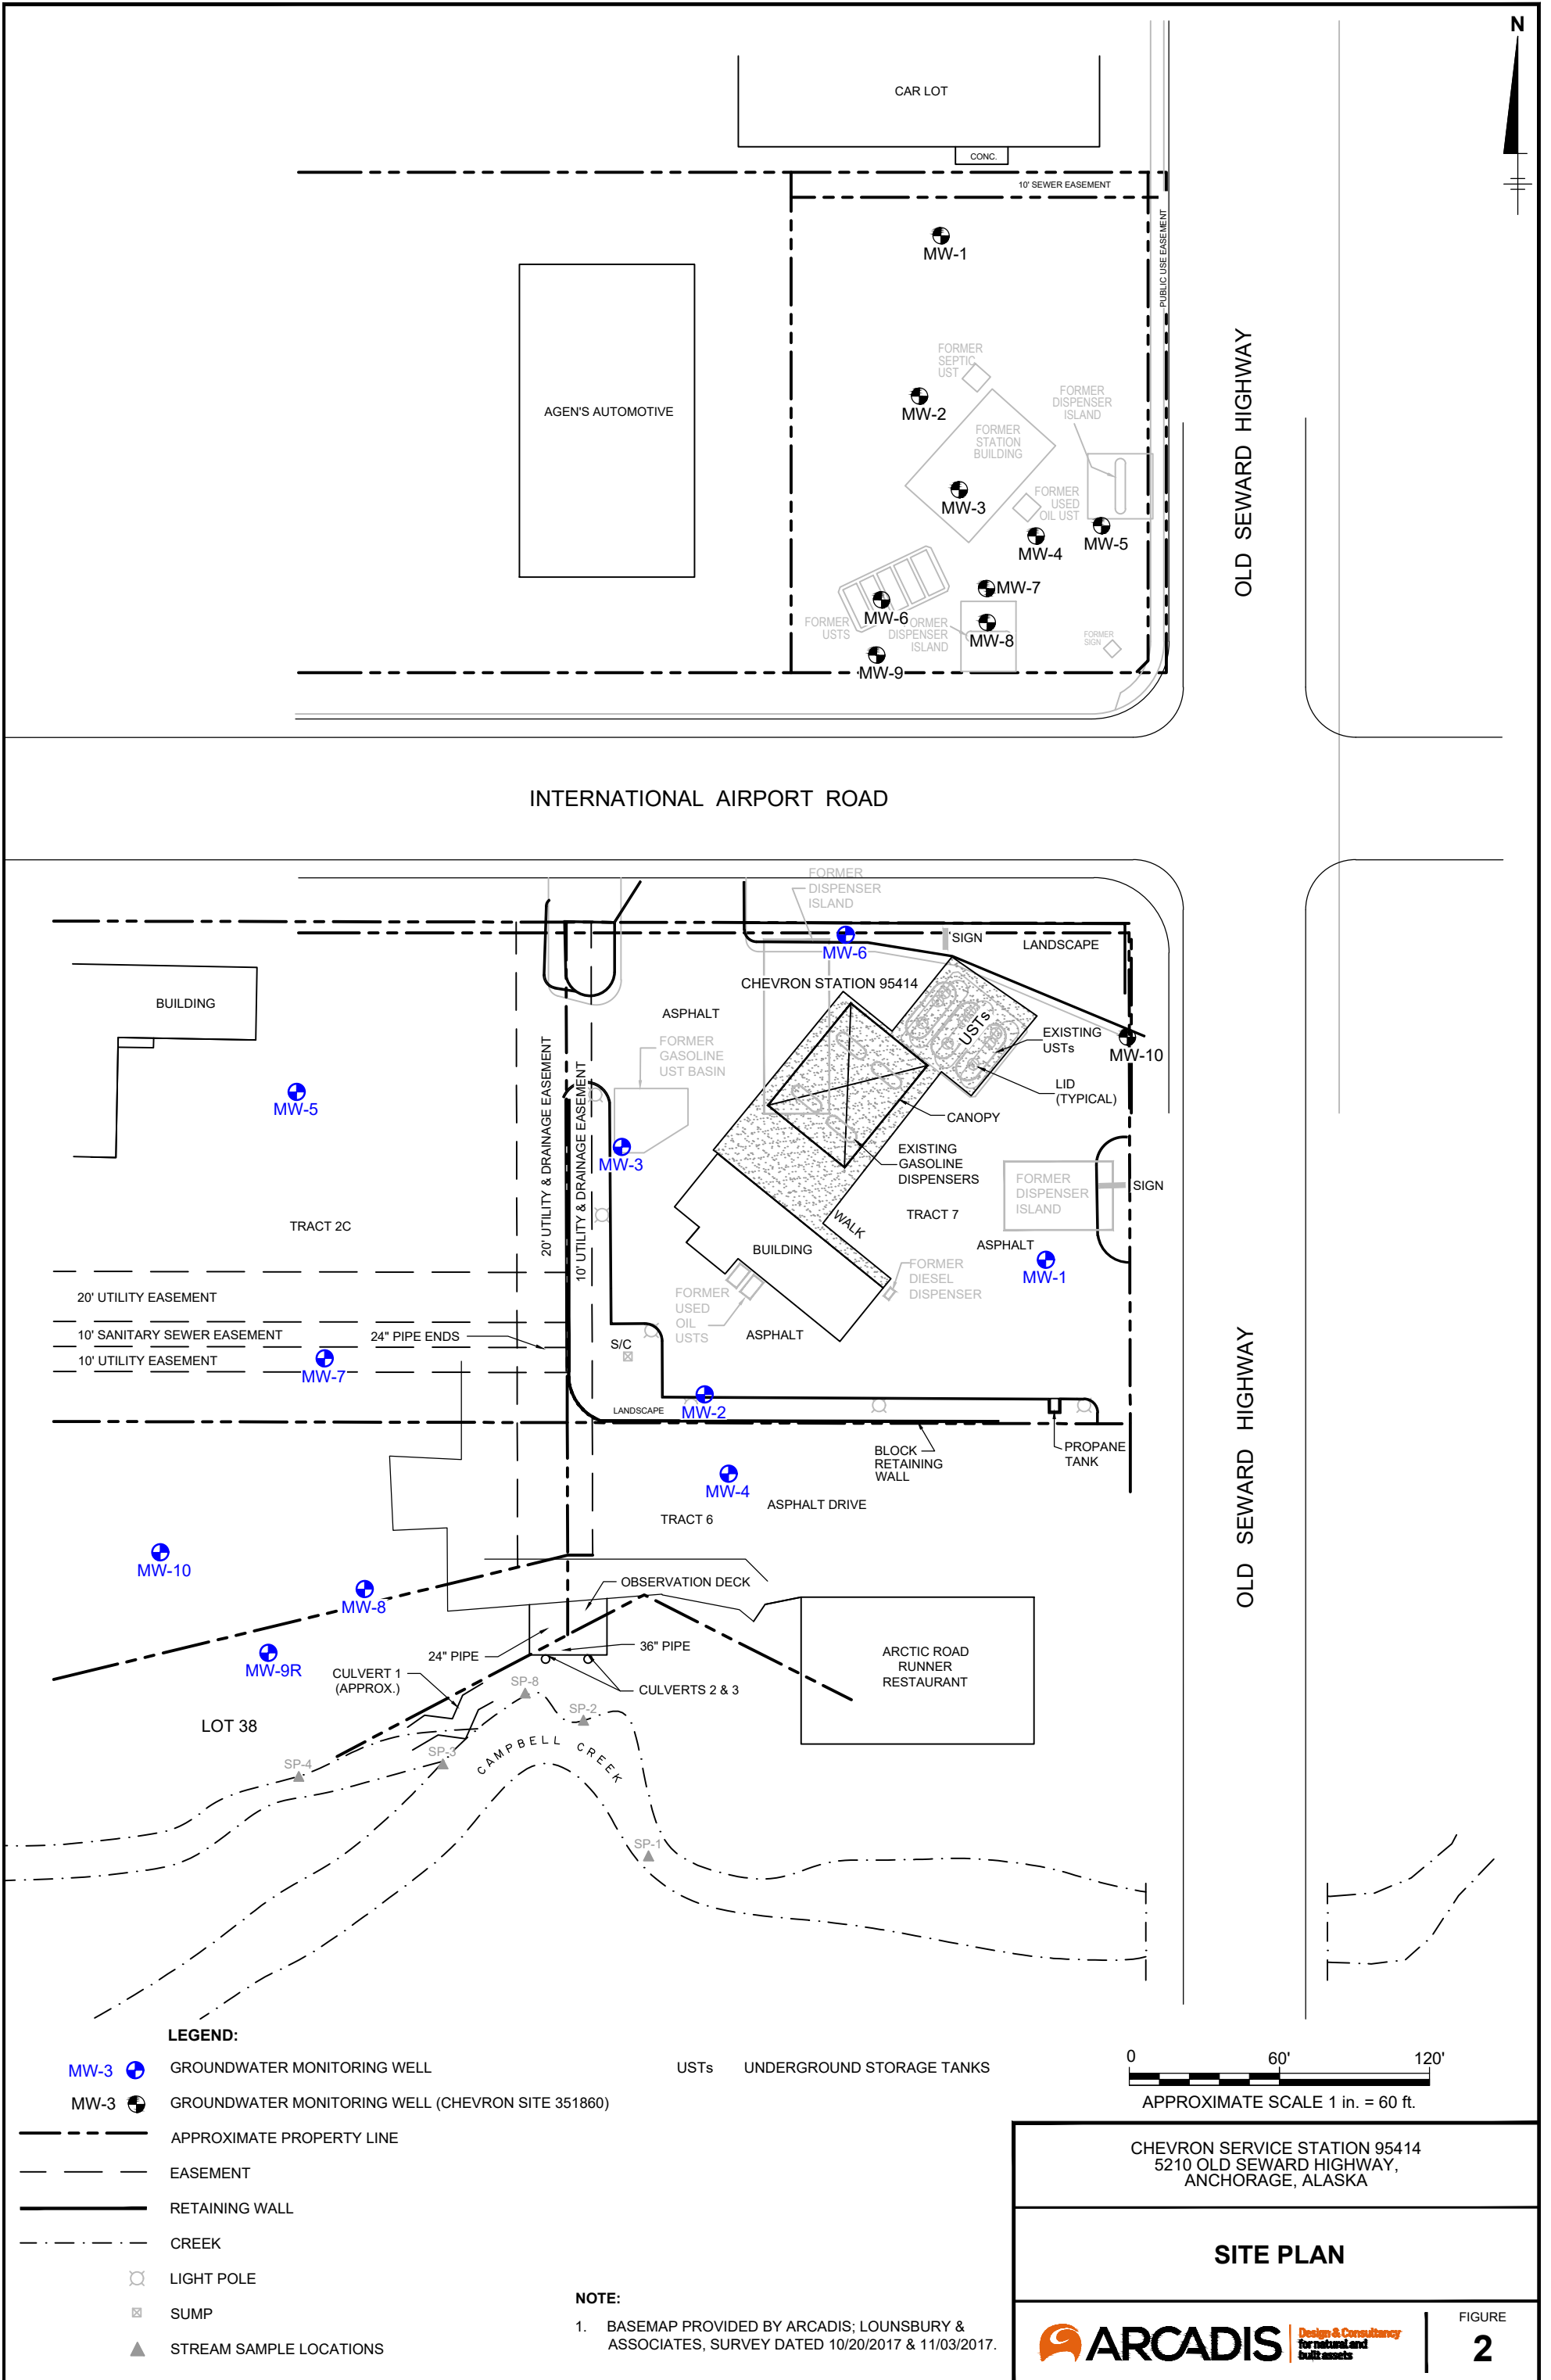 N
CAR LOT
CONC.
10' SEWER EASEMENT
PUBLIC USE EASEMENT
MW-1
AGEN'S AUTOMOTIVE
FORMER
SEPTIC
UST
MW-2
FORMER
DISPENSER
ISLAND
FORMER
STATION
BUILDING
MW-3
FORMER
USED
OIL UST
MW-4
MW-5
MW-7
MW-6
FORMER
USTS
ORMER
DISPENSER
ISLAND
MW-8
FORMER
SIGN
MW-9
OLD SEWARD HIGHWAY
INTERNATIONAL AIRPORT ROAD
FORMER
DISPENSER
ISLAND
MW-6
SIGN
LANDSCAPE
CHEVRON STATION 95414
BUILDING
ASPHALT
USTs
EXISTING
USTs
MW-10
FORMER
GASOLINE
UST BASIN
LID
(TYPICAL)
MW-5
CANOPY
20' UTILITY & DRAINAGE EASEMENT
10' UTILITY & DRAINAGE EASEMENT
MW-3
EXISTING
GASOLINE
DISPENSERS
FORMER
DISPENSER
ISLAND
SIGN
TRACT 2C
WALK
TRACT 7
BUILDING
ASPHALT
MW-1
FORMER
DIESEL
DISPENSER
20' UTILITY EASEMENT
FORMER
USED
OIL
USTS
ASPHALT
10' SANITARY SEWER EASEMENT
24" PIPE ENDS
S/C
10' UTILITY EASEMENT
MW-7
LANDSCAPE
MW-2
BLOCK
RETAINING
WALL
PROPANE
TANK
MW-4
ASPHALT DRIVE
TRACT 6
OLD SEWARD HIGHWAY
MW-10
MW-8
OBSERVATION DECK
MW-9R
24" PIPE
36" PIPE
CULVERT 1
(APPROX.)
CULVERTS 2 & 3
ARCTIC ROAD
RUNNER
RESTAURANT
SP-8
SP-2
LOT 38
SP-3
SP-4
CAMPBELL CREEK
SP-1
LEGEND:
MW-3 GROUNDWATER MONITORING WELL
MW-3 GROUNDWATER MONITORING WELL (CHEVRON SITE 351860)
APPROXIMATE PROPERTY LINE
EASEMENT
RETAINING WALL
CREEK
LIGHT POLE
SUMP
STREAM SAMPLE LOCATIONS
USTs UNDERGROUND STORAGE TANKS
NOTE:
1. BASEMAP PROVIDED BY ARCADIS; LOUNSBURY &
ASSOCIATES, SURVEY DATED 10/20/2017 & 11/03/2017.
0 60' 120'
APPROXIMATE SCALE 1 in. = 60 ft.
CHEVRON SERVICE STATION 95414
5210 OLD SEWARD HIGHWAY,
ANCHORAGE, ALASKA
SITE PLAN
ARCADIS
Design & Consultancy
for natural and
built assets
FIGURE
2